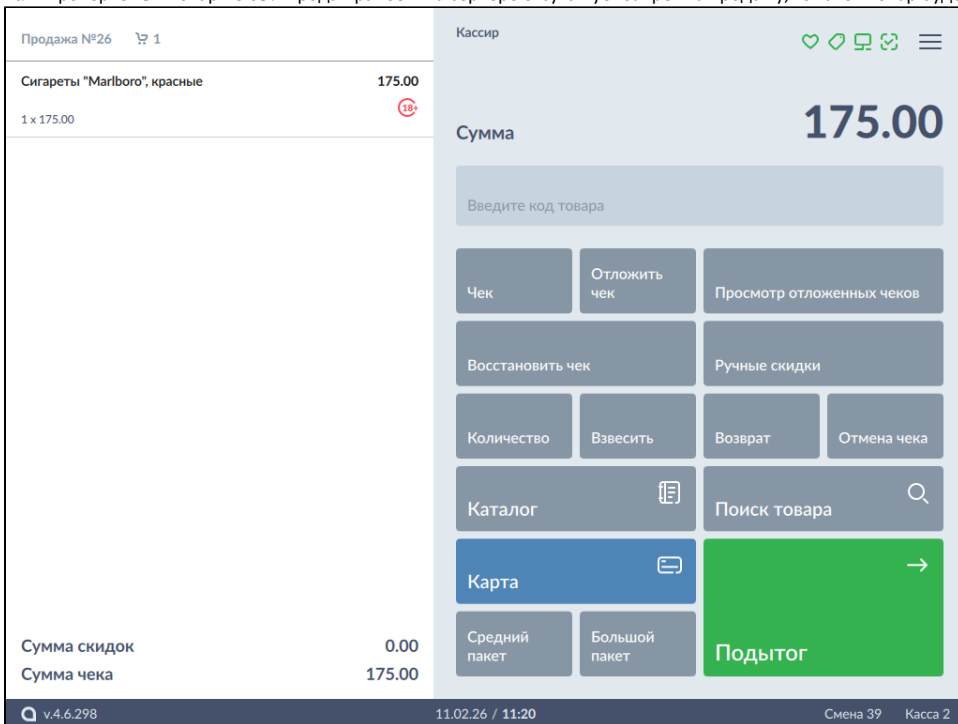 Продажа №26 1
Сигареты "Marlboro", красные 175.00
18+
1 x 175.00
Сумма скидок 0.00
Сумма чека 175.00
Кассир
Сумма 175.00
Введите код товара
Чек
Отложить
чек
Просмотр отложенных чеков
Восстановить чек
Ручные скидки
Количество
Взвесить
Возврат
Отмена чека
Каталог
Поиск товара
Карта
Средний
пакет
Большой
пакет
Подытог
v.4.6.298
11.02.26 / 11:20
Смена 39 Касса 2